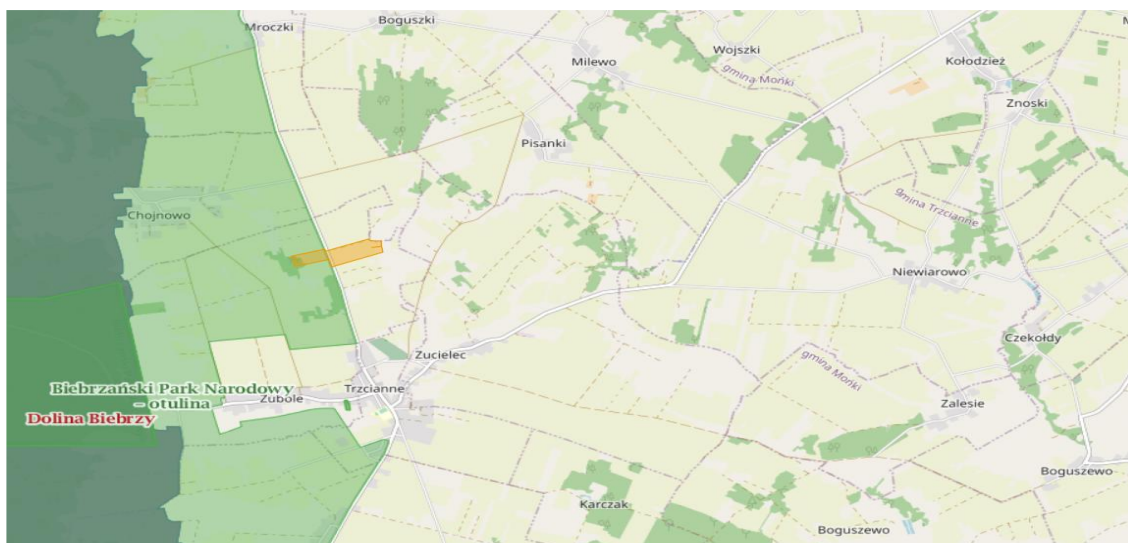 Mroczki
Boguszki
Milewo
Wojszki
gmina Mońki
Kołodzież
Znoski
Pisanki
Chojnowo
gmina Trzcianne
Niewiarowo
Czekołdy
Zucielec
gmina Mońki
Trzcianne
Biebrzański Park Narodowy
– otulina
Zubole
Dolina Biebrzy
Zalesie
Boguszewo
Karczak
Boguszewo